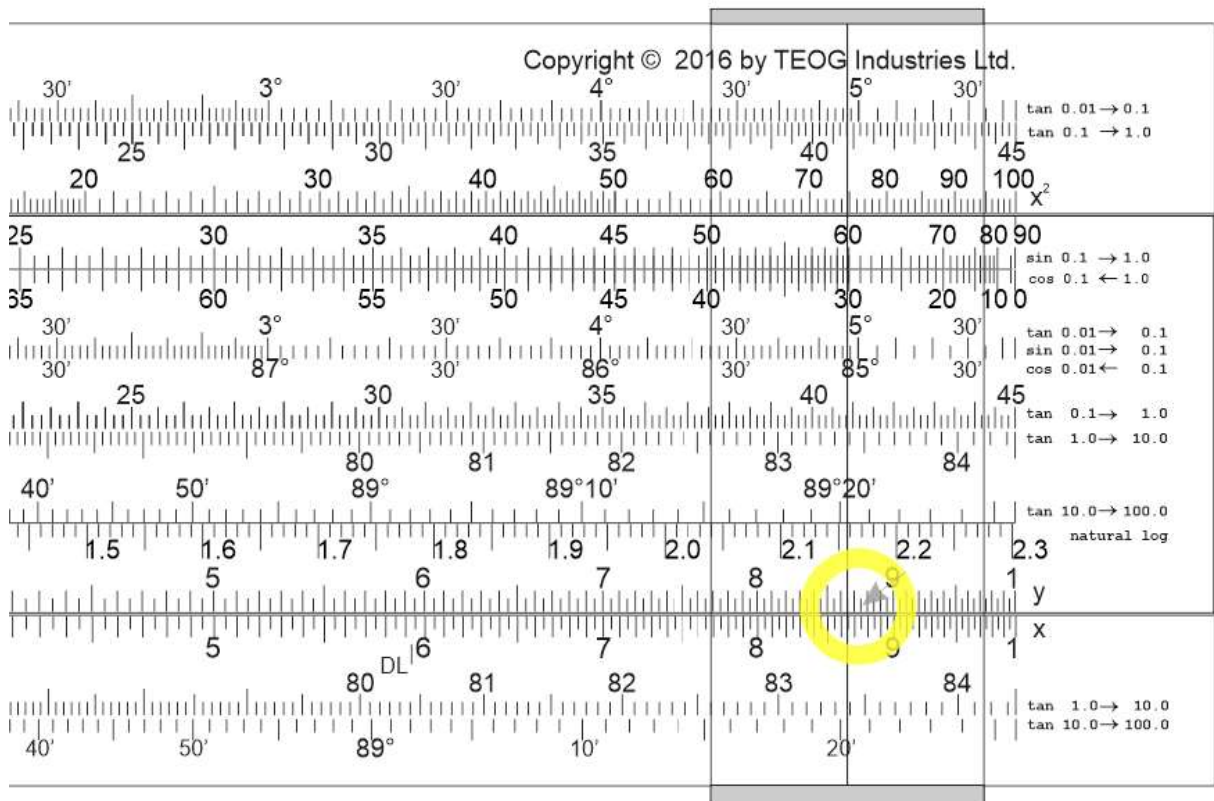 Copyright © 2016 by TEOG Industries Ltd.
30' 3° 30' 4° 30' 5° 30'
tan 0.01→0.1
tan 0.1 →1.0
25 30 35 40 45
20 30 40 50 60 70 80 90 100 x²
25 30 35 40 45 50 60 70 80 90
sin 0.1 →1.0
cos 0.1 ←1.0
65 60 55 50 45 40 30 20 10 0
30' 3° 30' 4° 30' 5° 30'
tan 0.01→ 0.1
sin 0.01→ 0.1
cos 0.01← 0.1
30' 87° 30' 86° 30' 85° 30'
25 30 35 40 45
tan 0.1→ 1.0
tan 1.0→ 10.0
80 81 82 83 84
40' 50' 89° 89°10' 89°20'
tan 10.0→100.0
natural log
1.5 1.6 1.7 1.8 1.9 2.0 2.1 2.2 2.3
5 6 7 8 9 1 y
x
5 6 7 8 9 1
DL
80 81 82 83 84
tan 1.0→ 10.0
tan 10.0→100.0
40' 50' 89° 10' 20'